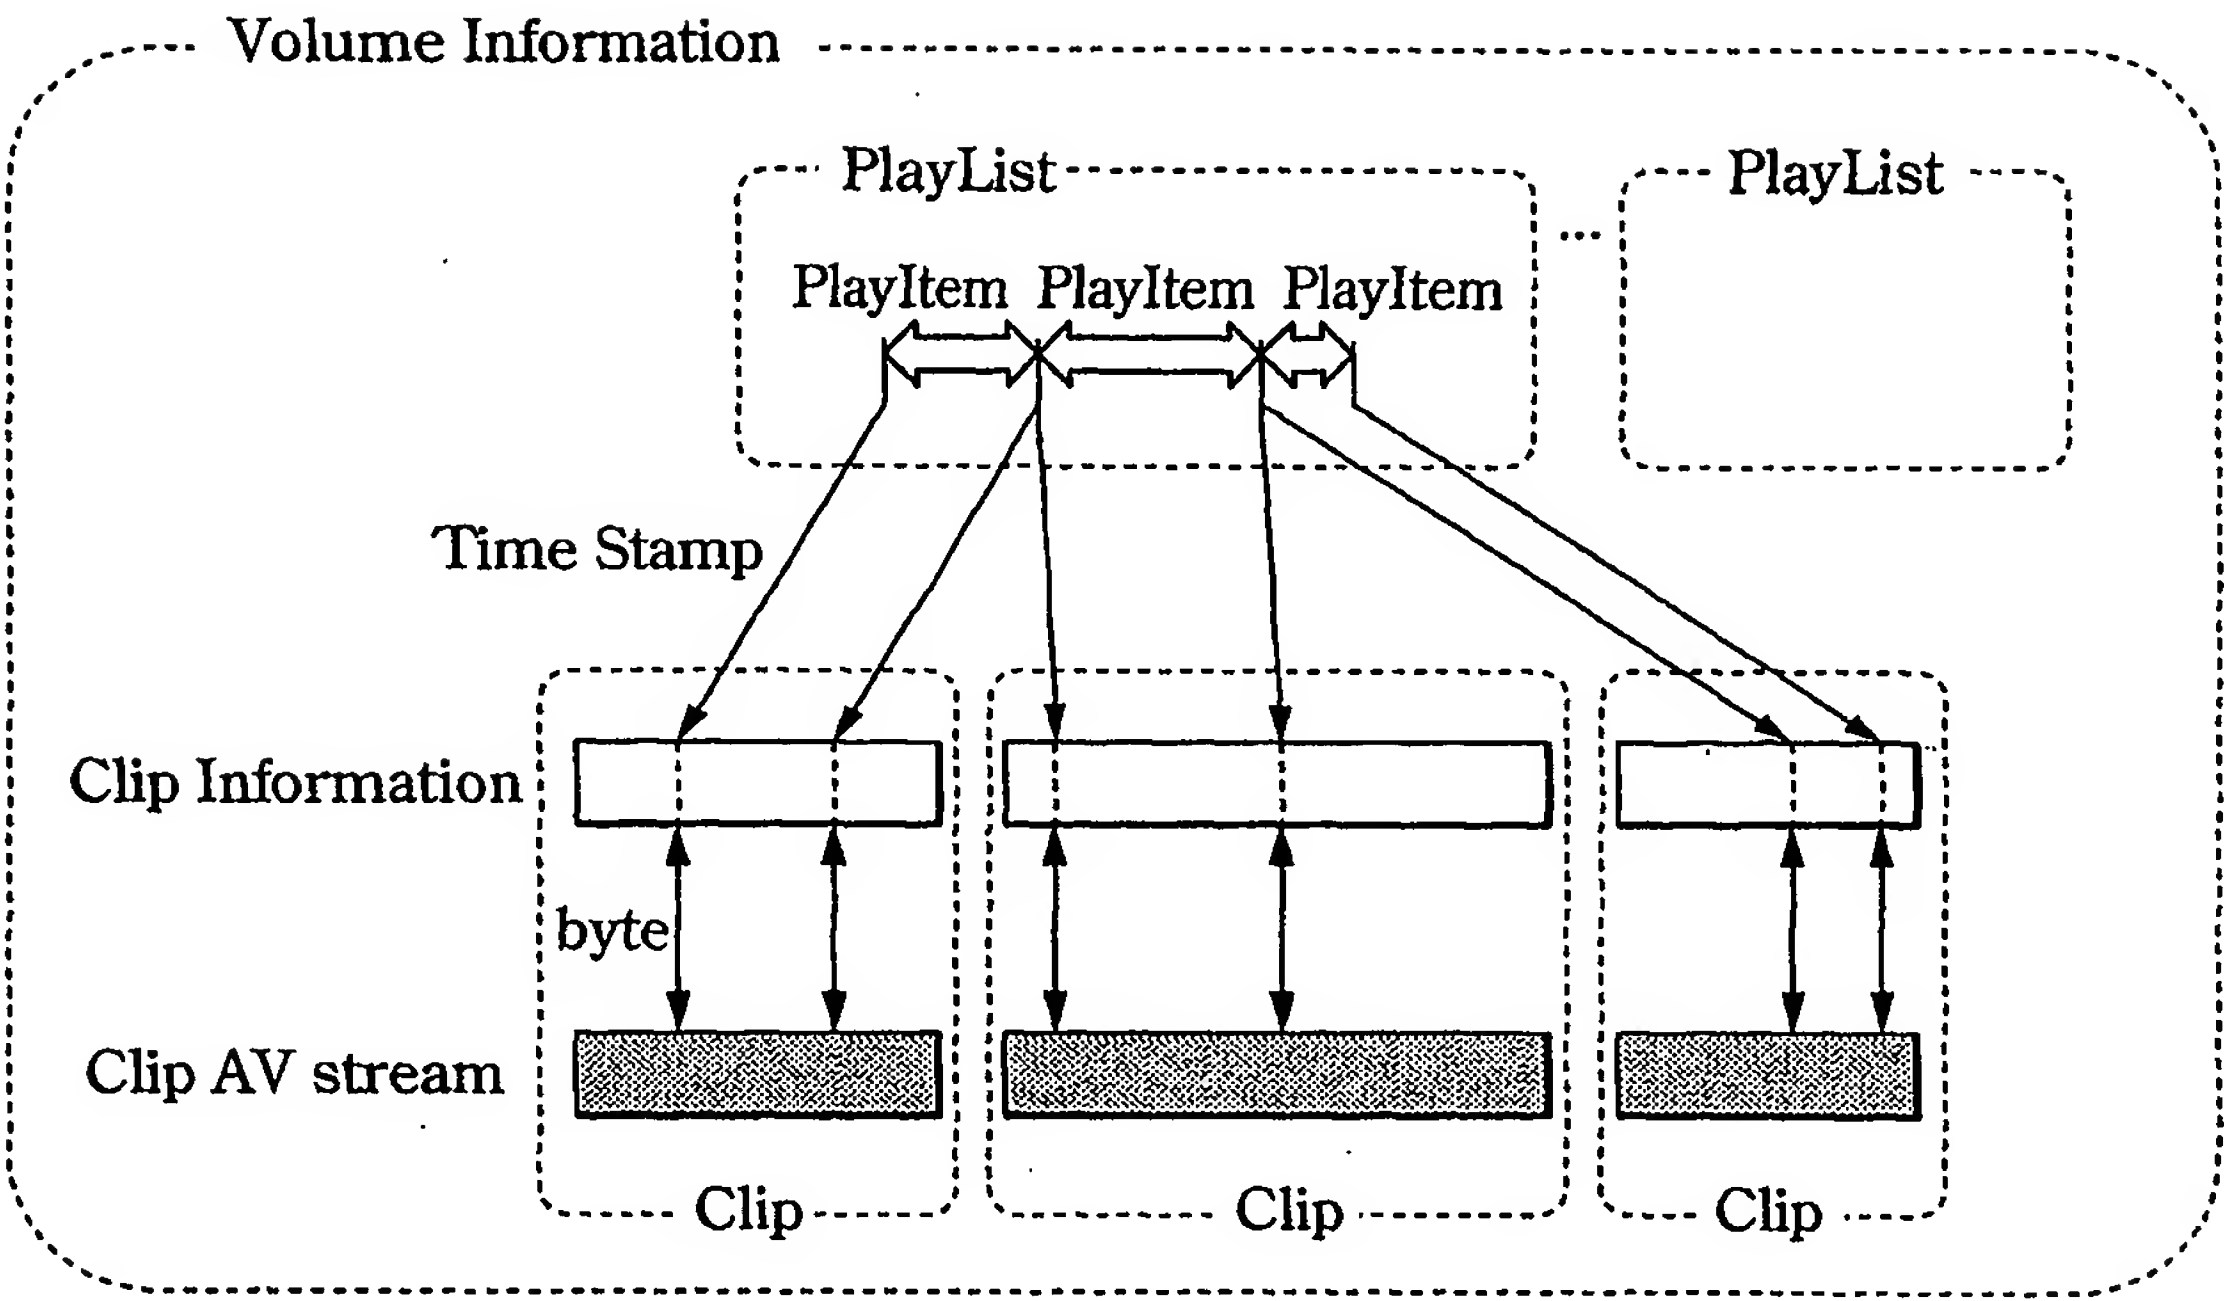 Volume Information
PlayList
PlayList
PlayItem PlayItem PlayItem
Time Stamp
Clip Information
byte
Clip AV stream
Clip
Clip
Clip